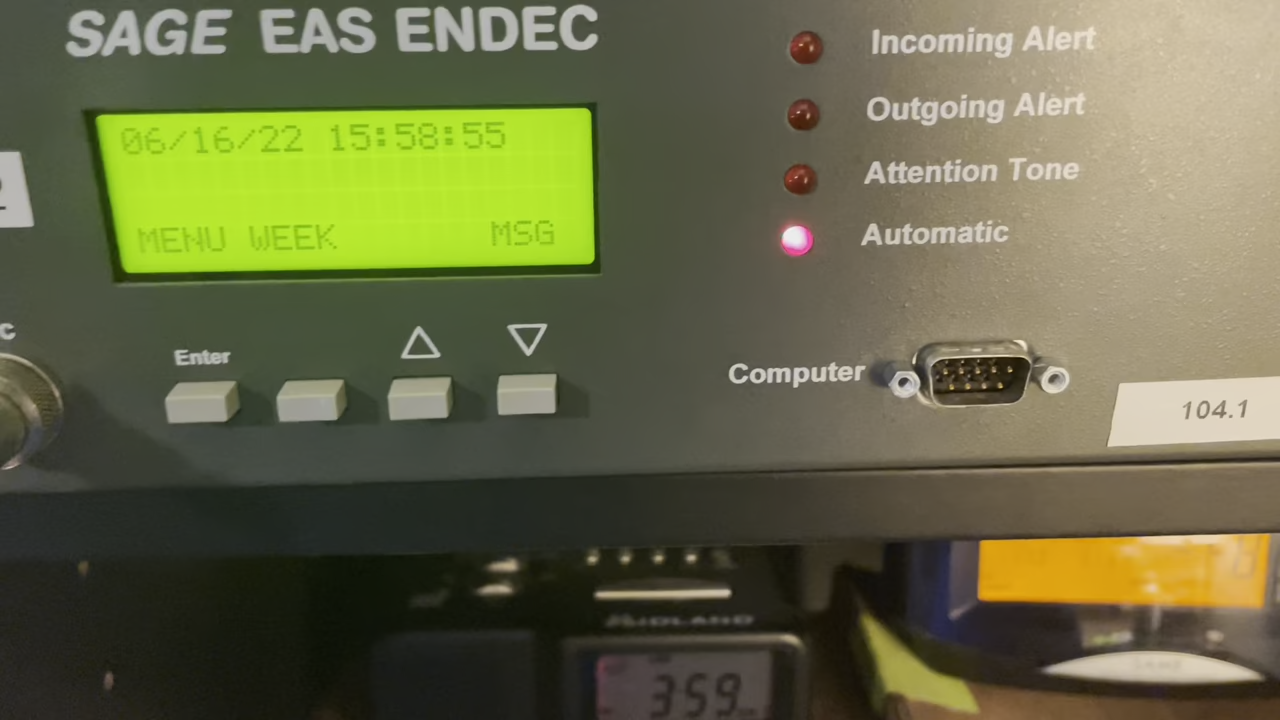 SAGE EAS ENDEC
06/16/22 15:58:55
MENU WEEK MSG
Enter
Incoming Alert
Outgoing Alert
Attention Tone
Automatic
Computer
104.1
MIDLAND
3:59